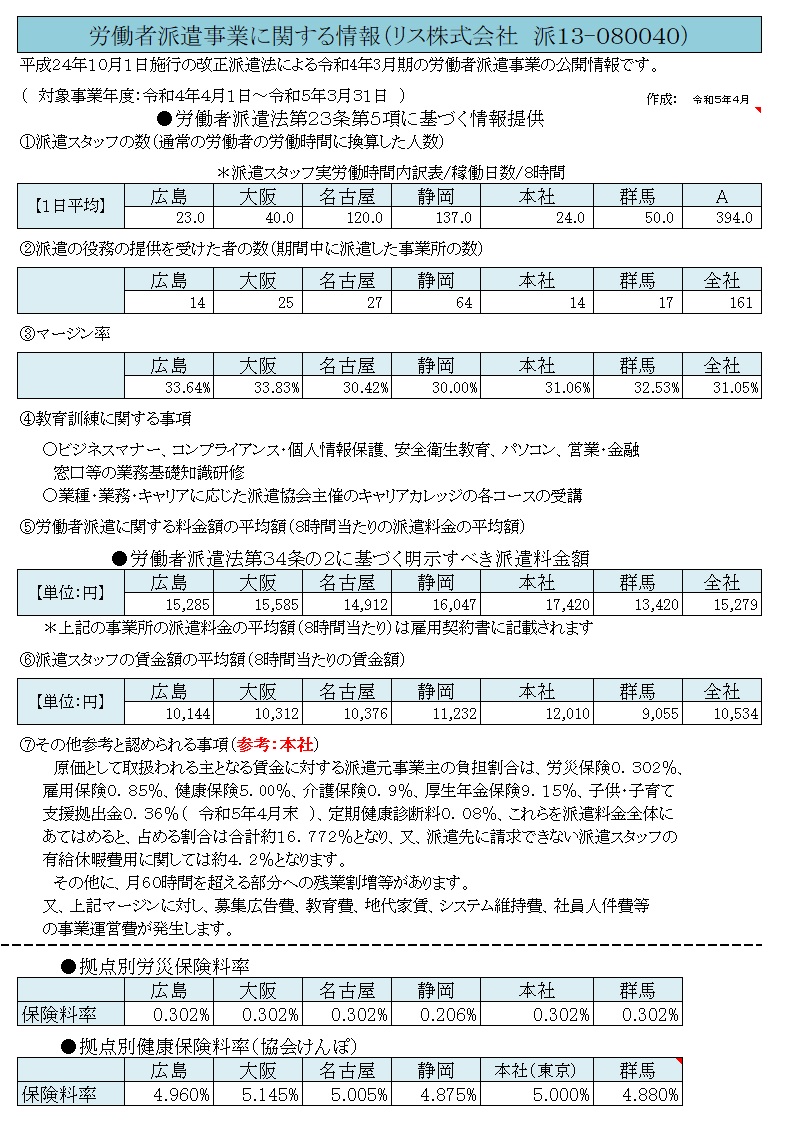 労働者派遣事業に関する情報(リス株式会社　派13-080040)
平成24年10月1日施行の改正派遣法による令和4年3月期の労働者派遣事業の公開情報です。
(　対象事業年度:令和4年4月1日～令和5年3月31日　)　作成:　令和5年4月
●労働者派遣法第23条第5項に基づく情報提供
①派遣スタッフの数(通常の労働者の労働時間に換算した人数)
＊派遣スタッフ実労働時間内訳表/稼働日数/8時間
【1日平均】 広島 大阪 名古屋 静岡 本社 群馬 A
23.0 40.0 120.0 137.0 24.0 50.0 394.0
②派遣の役務の提供を受けた者の数(期間中に派遣した事業所の数)
広島 大阪 名古屋 静岡 本社 群馬 全社
14 25 27 64 14 17 161
③マージン率
広島 大阪 名古屋 静岡 本社 群馬 全社
33.64% 33.83% 30.42% 30.00% 31.06% 32.53% 31.05%
④教育訓練に関する事項
○ビジネスマナー、コンプライアンス・個人情報保護、安全衛生教育、パソコン、営業・金融
窓口等の業務基礎知識研修
○業種・業務・キャリアに応じた派遣協会主催のキャリアカレッジの各コースの受講
⑤労働者派遣に関する料金額の平均額(8時間当たりの派遣料金の平均額)
●労働者派遣法第34条の2に基づく明示すべき派遣料金額
【単位:円】 広島 大阪 名古屋 静岡 本社 群馬 全社
15,285 15,585 14,912 16,047 17,420 13,420 15,279
＊上記の事業所の派遣料金の平均額(8時間当たり)は雇用契約書に記載されます
⑥派遣スタッフの賃金額の平均額(8時間当たりの賃金額)
【単位:円】 広島 大阪 名古屋 静岡 本社 群馬 全社
10,144 10,312 10,376 11,232 12,010 9,055 10,534
⑦その他参考と認められる事項(参考:本社)
原価として取扱われる主となる賃金に対する派遣元事業主の負担割合は、労災保険0.302%、
雇用保険0.85%、健康保険5.00%、介護保険0.9%、厚生年金保険9.15%、子供・子育て
支援拠出金0.36%(　令和5年4月末　)、定期健康診断料0.08%、これらを派遣料金全体に
あてはめると、占める割合は合計約16.772%となり、又、派遣先に請求できない派遣スタッフの
有給休暇費用に関しては約4.2%となります。
その他に、月60時間を超える部分への残業割増等があります。
又、上記マージンに対し、募集広告費、教育費、地代家賃、システム維持費、社員人件費等
の事業運営費が発生します。
●拠点別労災保険料率
広島 大阪 名古屋 静岡 本社 群馬
保険料率 0.302% 0.302% 0.302% 0.206% 0.302% 0.302%
●拠点別健康保険料率(協会けんぽ)
広島 大阪 名古屋 静岡 本社(東京) 群馬
保険料率 4.960% 5.145% 5.005% 4.875% 5.000% 4.880%